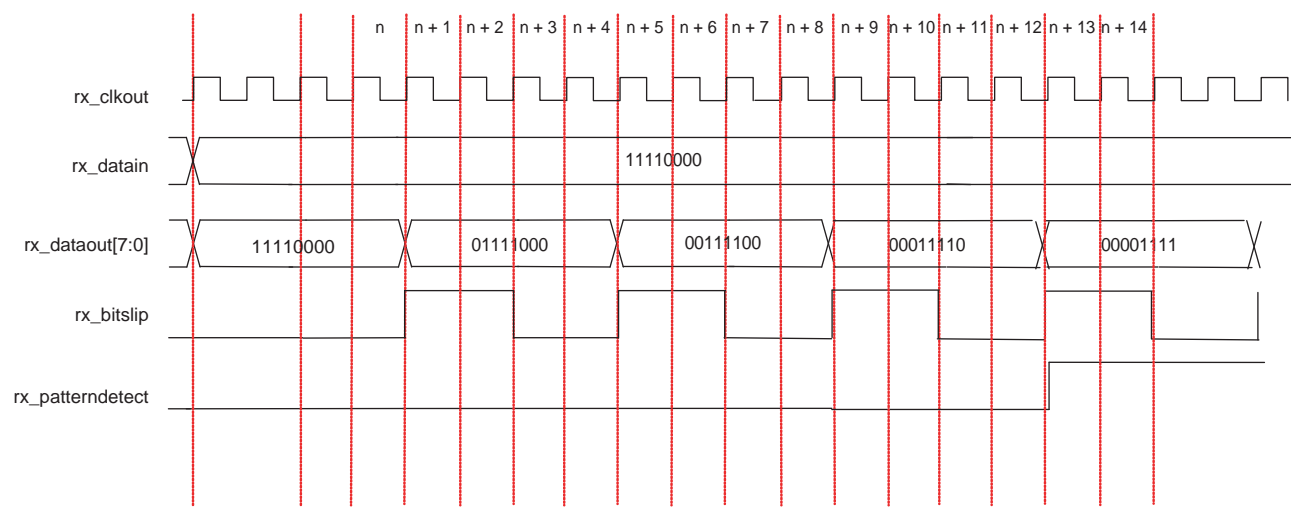 n n + 1 n + 2 n + 3 n + 4 n + 5 n + 6 n + 7 n + 8 n + 9 n + 10 n + 11 n + 12 n + 13 n + 14
rx_clkout
rx_datain 11110000
rx_dataout[7:0] 11110000 01111000 00111100 00011110 00001111
rx_bitslip
rx_patterndetect